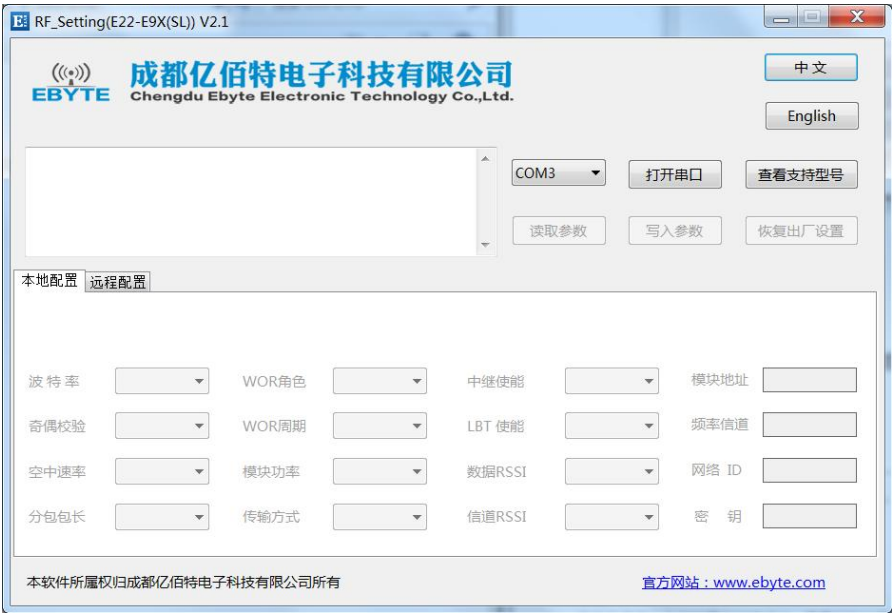 RF_Setting(E22-E9X(SL)) V2.1
EBYTE
成都亿佰特电子科技有限公司
Chengdu Ebyte Electronic Technology Co.,Ltd.
中文
English
COM3 打开串口 查看支持型号
读取参数 写入参数 恢复出厂设置
本地配置 远程配置
波特率 WOR角色 中继使能 模块地址
奇偶校验 WOR周期 LBT 使能 频率信道
空中速率 模块功率 数据RSSI 网络 ID
分包包长 传输方式 信道RSSI 密 钥
本软件所属权归成都亿佰特电子科技有限公司所有 官方网站：www.ebyte.com